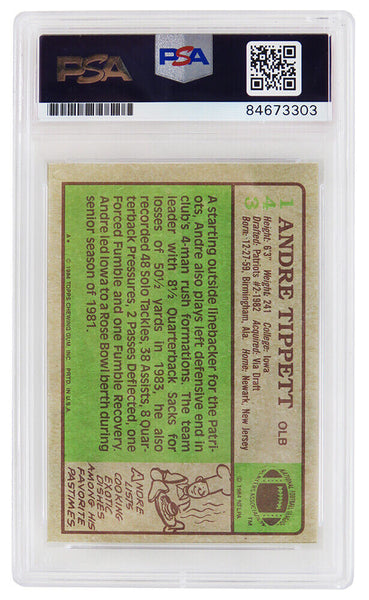 PSA
PSA
84673303
143
ANDRE TIPPETT OLB
Height: 6'3" Weight: 241 College: Iowa
Drafted: Patriots #2-1982 Acquired: Via Draft
Born: 12-27-59, Birmingham, Ala. Home: Newark, New Jersey
A starting outside linebacker for the Patri-
ots, Andre also plays left defensive end in
club's 4-man rush formations. The team
leader with 8½ Quarterback Sacks for
losses of 50½ yards in 1983, he also
recorded 48 Solo Tackles, 38 Assists, 8 Quar-
terback Pressures, 2 Passes Deflected, one
Forced Fumble and one Fumble Recovery.
Andre led Iowa to a Rose Bowl berth during
senior season of 1981.
© 1984 NFLPA
TM
ANDRE
LISTS
COOKING
EXOTIC
DISHES
AMONG HIS
FAVORITE
PASTIMES.
A* © 1984 TOPPS CHEWING GUM, INC. PRTD. IN U.S.A.